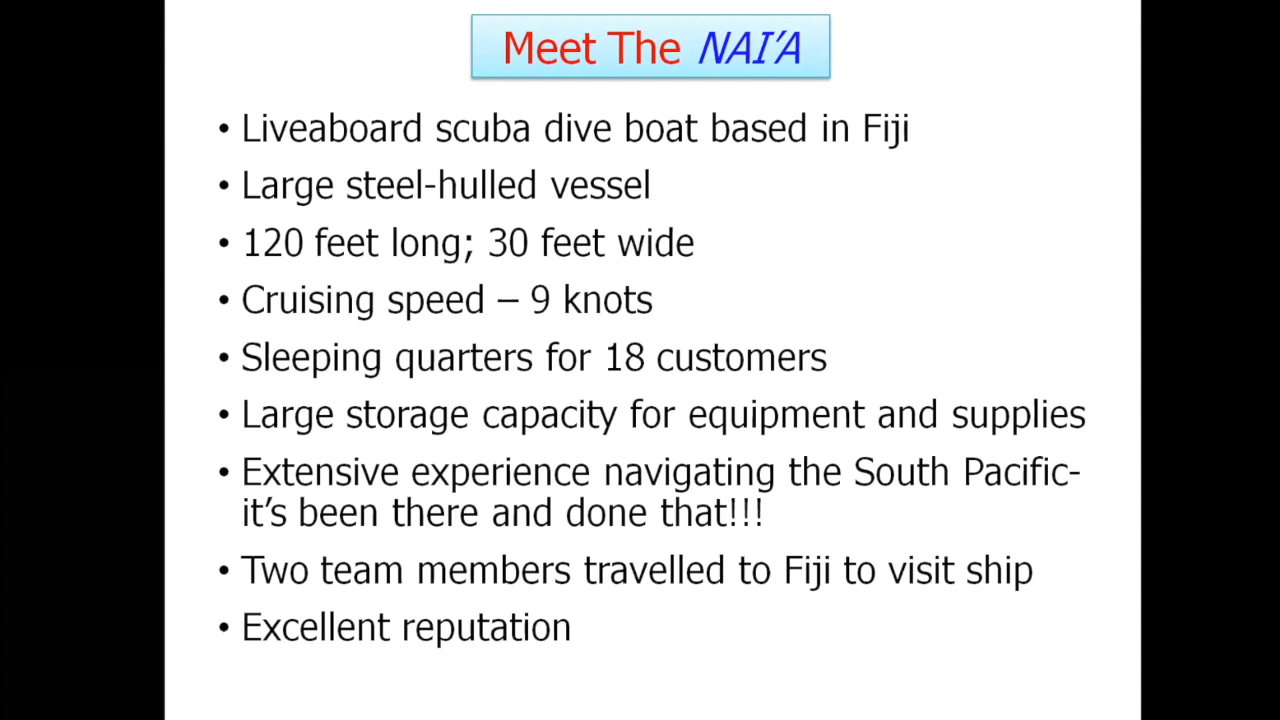 Meet The NAI’A
• Liveaboard scuba dive boat based in Fiji
• Large steel-hulled vessel
• 120 feet long; 30 feet wide
• Cruising speed – 9 knots
• Sleeping quarters for 18 customers
• Large storage capacity for equipment and supplies
• Extensive experience navigating the South Pacific-
it’s been there and done that!!!
• Two team members travelled to Fiji to visit ship
• Excellent reputation